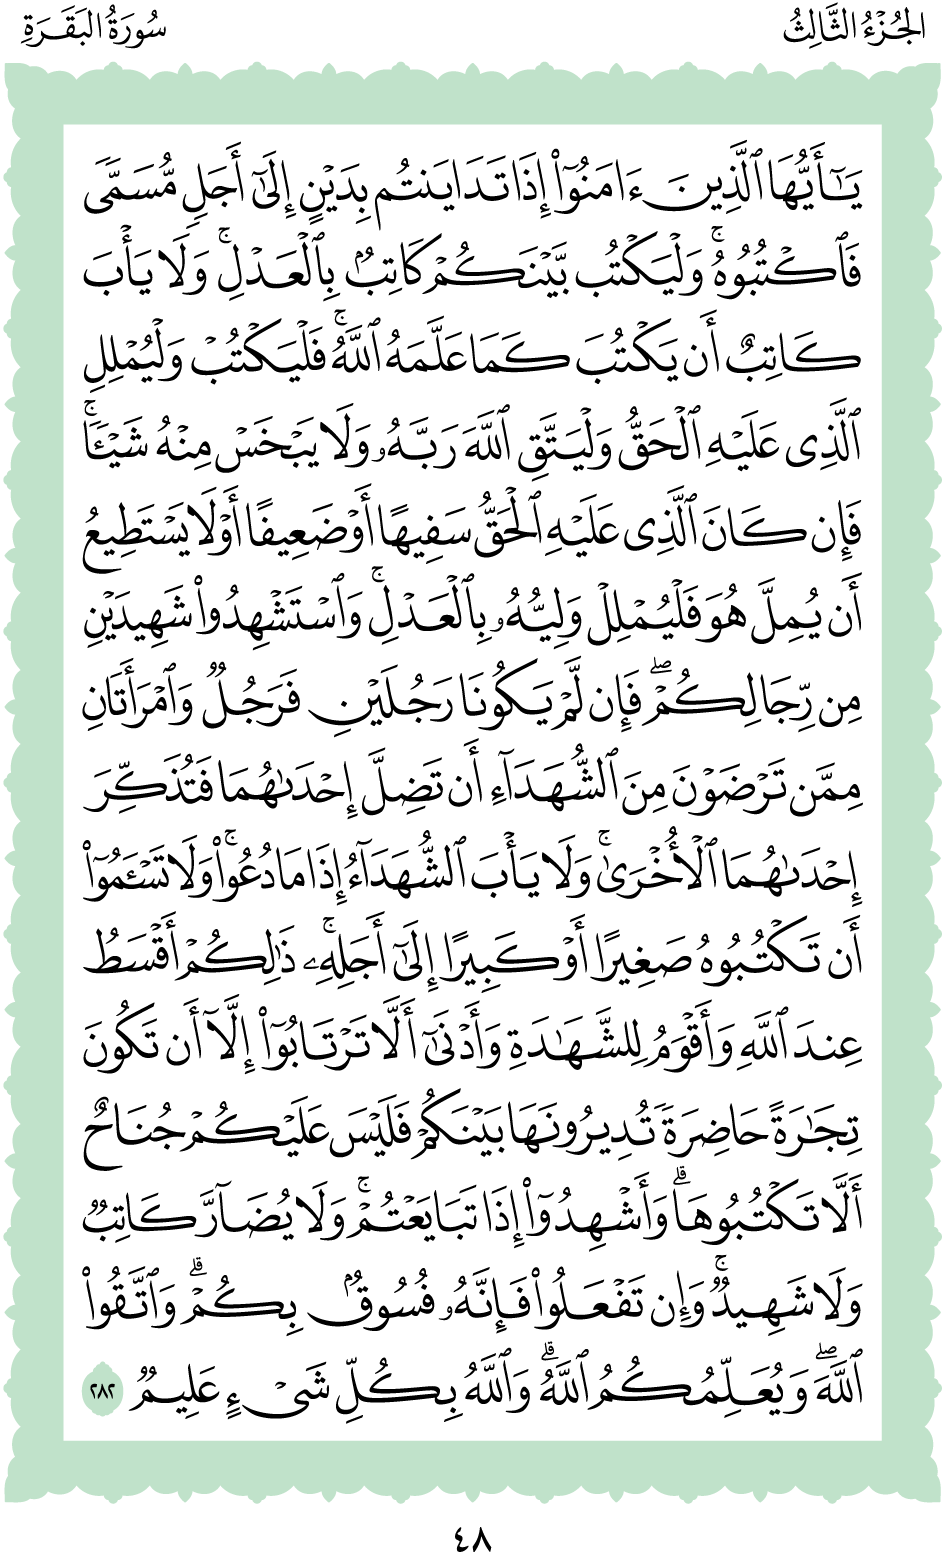 الجُزْءُ الثَّالِثُ
سُورَةُ البَقَرَةِ
يَـٰٓأَيُّهَا ٱلَّذِينَ ءَامَنُوٓا۟ إِذَا تَدَايَنتُم بِدَيْنٍ إِلَىٰٓ أَجَلٍ مُّسَمًّى
فَٱكْتُبُوهُ ۚ وَلْيَكْتُب بَّيْنَكُمْ كَاتِبٌۢ بِٱلْعَدْلِ ۚ وَلَا يَأْبَ
كَاتِبٌ أَن يَكْتُبَ كَمَا عَلَّمَهُ ٱللَّهُ ۚ فَلْيَكْتُبْ وَلْيُمْلِلِ
ٱلَّذِى عَلَيْهِ ٱلْحَقُّ وَلْيَتَّقِ ٱللَّهَ رَبَّهُۥ وَلَا يَبْخَسْ مِنْهُ شَيْـًٔا ۚ
فَإِن كَانَ ٱلَّذِى عَلَيْهِ ٱلْحَقُّ سَفِيهًا أَوْ ضَعِيفًا أَوْ لَا يَسْتَطِيعُ
أَن يُمِلَّ هُوَ فَلْيُمْلِلْ وَلِيُّهُۥ بِٱلْعَدْلِ ۚ وَٱسْتَشْهِدُوا۟ شَهِيدَيْنِ
مِن رِّجَالِكُمْ ۖ فَإِن لَّمْ يَكُونَا رَجُلَيْنِ فَرَجُلٌ وَٱمْرَأَتَانِ
مِمَّن تَرْضَوْنَ مِنَ ٱلشُّهَدَآءِ أَن تَضِلَّ إِحْدَىٰهُمَا فَتُذَكِّرَ
إِحْدَىٰهُمَا ٱلْأُخْرَىٰ ۚ وَلَا يَأْبَ ٱلشُّهَدَآءُ إِذَا مَا دُعُوا۟ ۚ وَلَا تَسْـَٔمُوٓا۟
أَن تَكْتُبُوهُ صَغِيرًا أَوْ كَبِيرًا إِلَىٰٓ أَجَلِهِۦ ۚ ذَٰلِكُمْ أَقْسَطُ
عِندَ ٱللَّهِ وَأَقْوَمُ لِلشَّهَـٰدَةِ وَأَدْنَىٰٓ أَلَّا تَرْتَابُوٓا۟ إِلَّآ أَن تَكُونَ
تِجَـٰرَةً حَاضِرَةً تُدِيرُونَهَا بَيْنَكُمْ فَلَيْسَ عَلَيْكُمْ جُنَاحٌ
أَلَّا تَكْتُبُوهَا ۗ وَأَشْهِدُوٓا۟ إِذَا تَبَايَعْتُمْ ۚ وَلَا يُضَآرَّ كَاتِبٌ
وَلَا شَهِيدٌ ۚ وَإِن تَفْعَلُوا۟ فَإِنَّهُۥ فُسُوقٌۢ بِكُمْ ۗ وَٱتَّقُوا۟
ٱللَّهَ ۖ وَيُعَلِّمُكُمُ ٱللَّهُ ۗ وَٱللَّهُ بِكُلِّ شَىْءٍ عَلِيمٌ ٢٨٢
٤٨